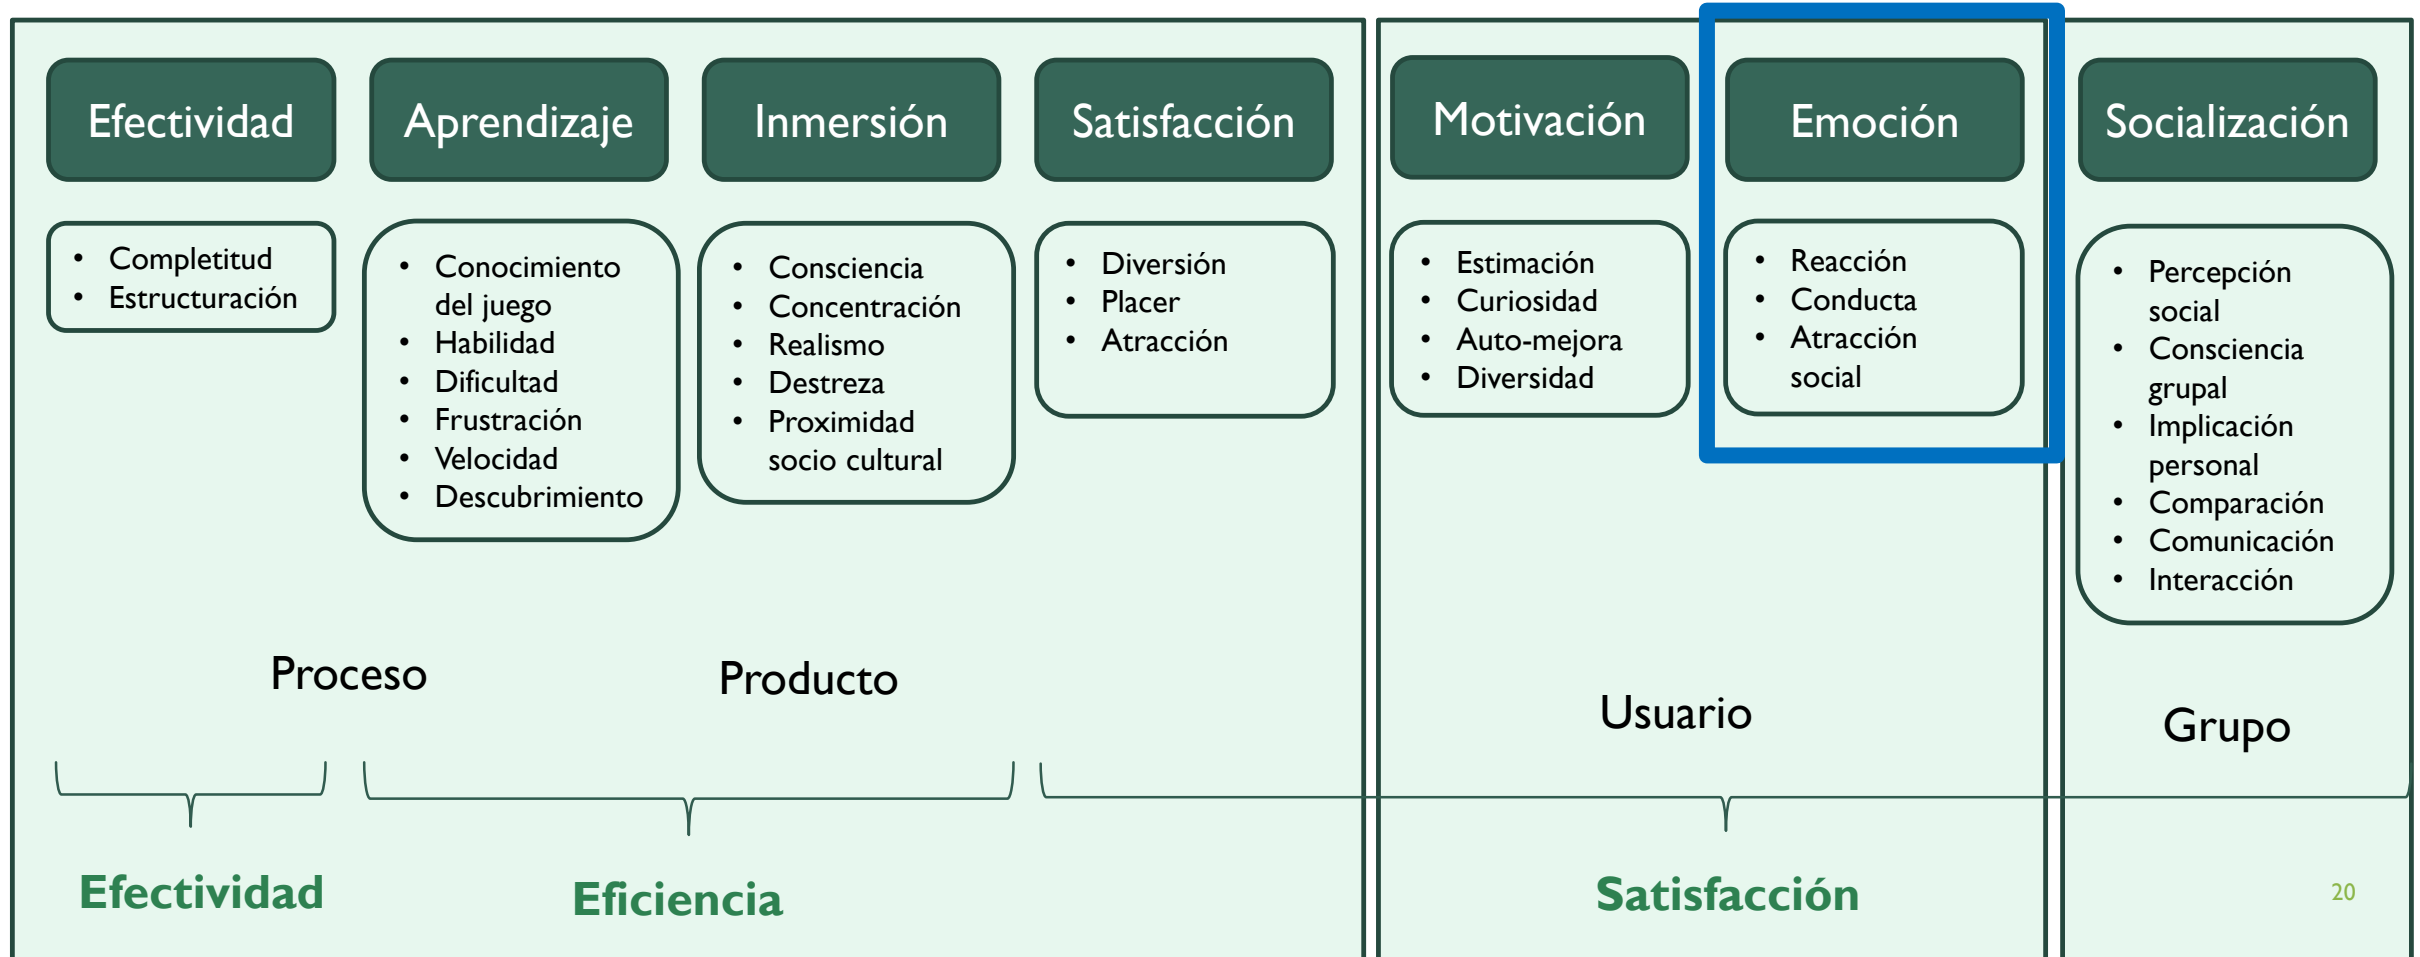 Efectividad
• Completitud
• Estructuración
Aprendizaje
• Conocimiento
del juego
• Habilidad
• Dificultad
• Frustración
• Velocidad
• Descubrimiento
Inmersión
• Consciencia
• Concentración
• Realismo
• Destreza
• Proximidad
socio cultural
Satisfacción
• Diversión
• Placer
• Atracción
Motivación
• Estimación
• Curiosidad
• Auto-mejora
• Diversidad
Emoción
• Reacción
• Conducta
• Atracción
social
Socialización
• Percepción
social
• Consciencia
grupal
• Implicación
personal
• Comparación
• Comunicación
• Interacción
Proceso
Producto
Usuario
Grupo
Efectividad
Eficiencia
Satisfacción
20